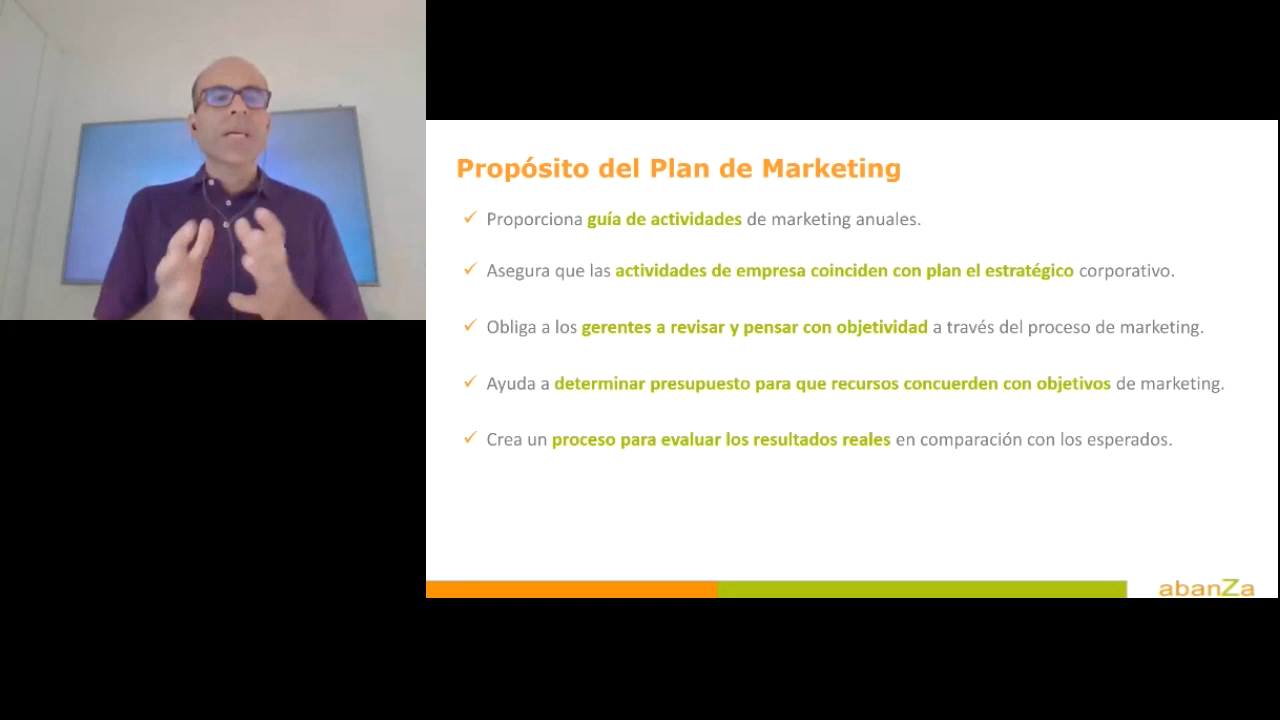 Propósito del Plan de Marketing
✓ Proporciona guía de actividades de marketing anuales.
✓ Asegura que las actividades de empresa coinciden con plan el estratégico corporativo.
✓ Obliga a los gerentes a revisar y pensar con objetividad a través del proceso de marketing.
✓ Ayuda a determinar presupuesto para que recursos concuerden con objetivos de marketing.
✓ Crea un proceso para evaluar los resultados reales en comparación con los esperados.
abanZa